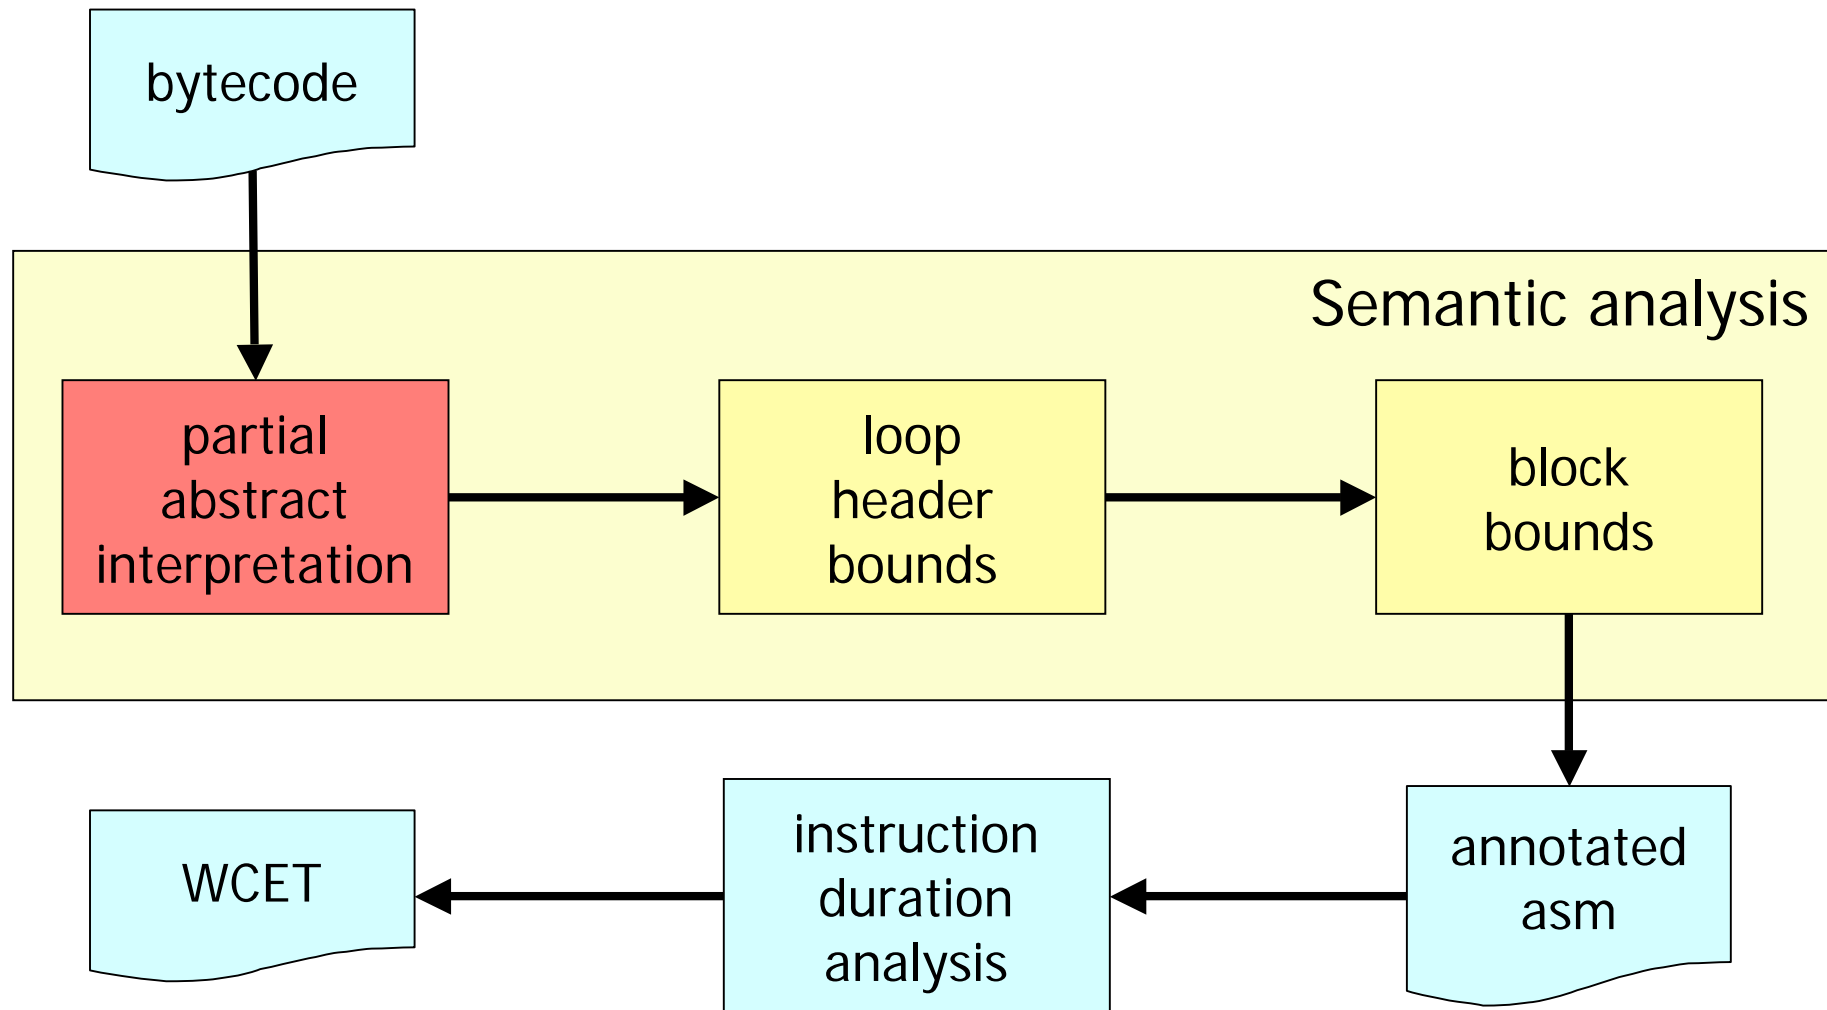 bytecode
Semantic analysis
partial
abstract
interpretation
loop
header
bounds
block
bounds
WCET
instruction
duration
analysis
annotated
asm